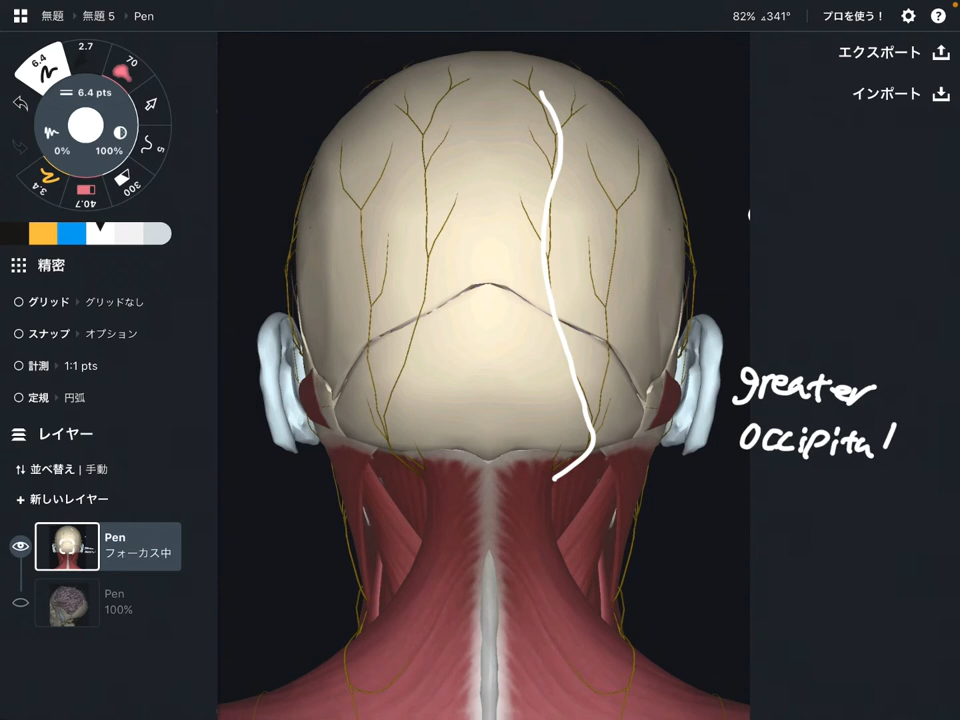 無題 無題 5 Pen
82% ⊿341° プロを使う！
エクスポート
インポート
2.7
6.4
70
6.4 pts
0% 100%
5
3.4
40.7
300
精密
グリッド グリッドなし
スナップ オプション
計測 1:1 pts
定規 円弧
レイヤー
並べ替え | 手動
+ 新しいレイヤー
Pen
フォーカス中
Pen
100%
greater
occipital